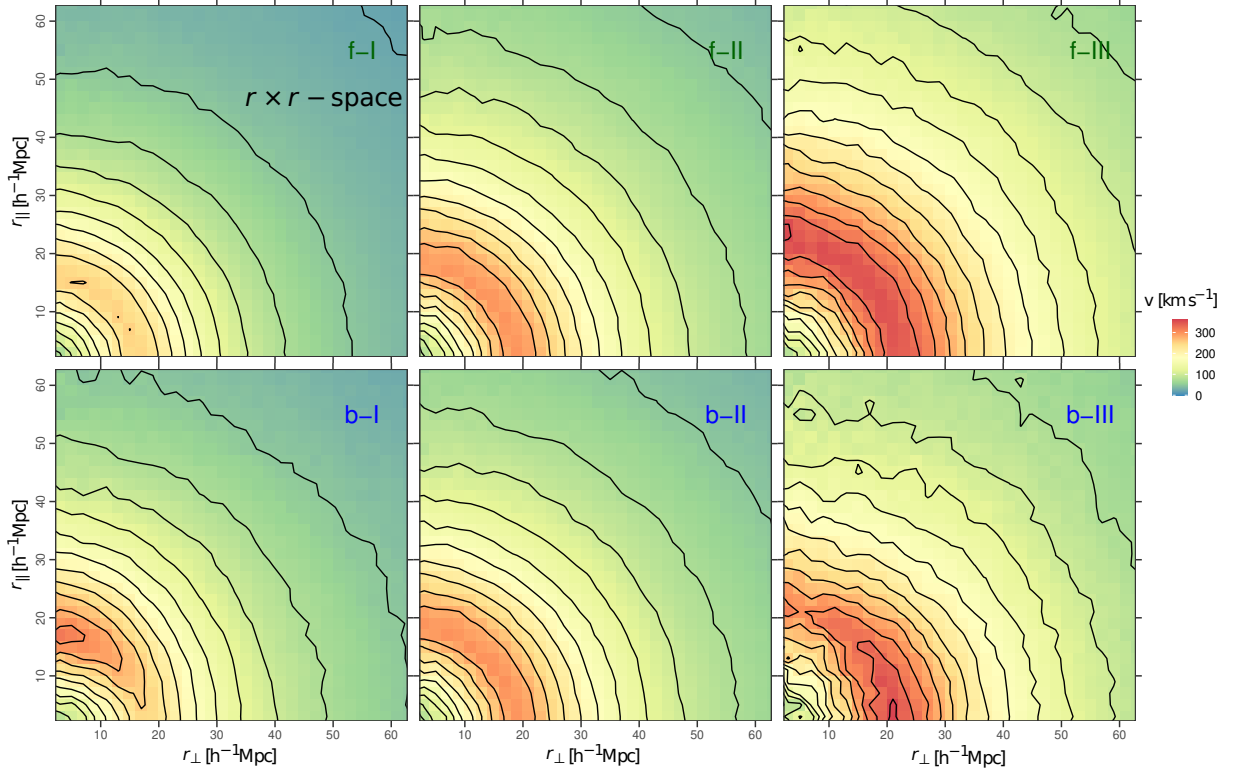 60
50
40
30
20
10
r∥ [h⁻¹Mpc]
f–I
r × r – space
f–II
f–III
v [km s⁻¹]
300
200
100
0
60
50
40
30
20
10
r∥ [h⁻¹Mpc]
b–I
b–II
b–III
10 20 30 40 50 60
10 20 30 40 50 60
10 20 30 40 50 60
r⊥ [h⁻¹Mpc]
r⊥ [h⁻¹Mpc]
r⊥ [h⁻¹Mpc]